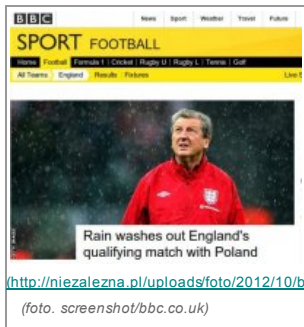 BBC News Sport Weather Travel Future
SPORT FOOTBALL
Home Football Formula 1 Cricket Rugby U Rugby L Tennis Golf
All Teams England Results Fixtures Live
Rain washes out England's
qualifying match with Poland
(http://niezalezna.pl/uploads/foto/2012/10/b
(foto. screenshot/bbc.co.uk)